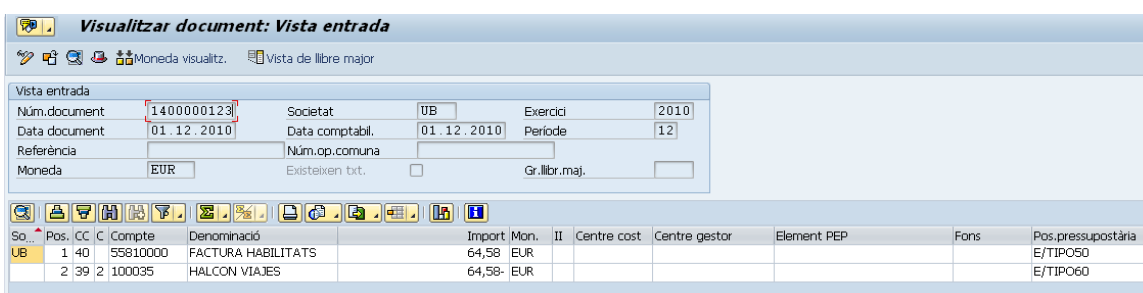 Visualitzar document: Vista entrada
Moneda visualitz. Vista de llibre major
Vista entrada
Núm.document 1400000123 Societat UB Exercici 2010
Data document 01.12.2010 Data comptabil. 01.12.2010 Període 12
Referència Núm.op.comuna
Moneda EUR Existeixen txt. Gr.llibr.maj.
So... Pos. CC C Compte Denominació Import Mon. II Centre cost Centre gestor Element PEP Fons Pos.pressupostària
UB 1 40 55810000 FACTURA HABILITATS 64,58 EUR E/TIPO50
2 39 2 100035 HALCON VIAJES 64,58- EUR E/TIPO60